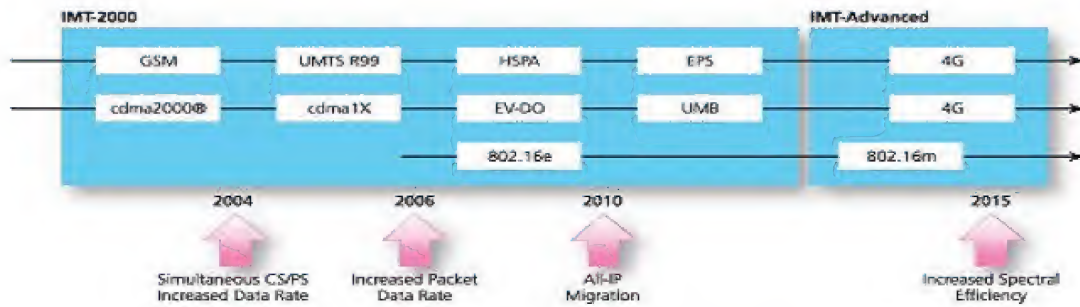 IMT-2000
IMT-Advanced
GSM
UMTS R99
HSPA
EPS
4G
cdma2000®
cdma1X
EV-DO
UMB
4G
802.16e
802.16m
2004
2006
2010
2015
Simultaneous CS/PS
Increased Data Rate
Increased Packet
Data Rate
All-IP
Migration
Increased Spectral
Efficiency